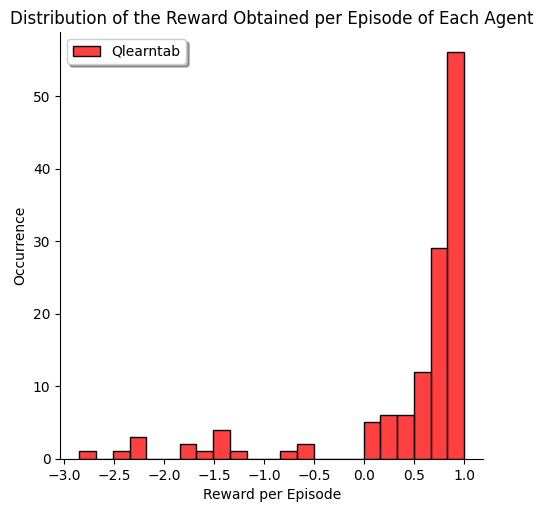 Distribution of the Reward Obtained per Episode of Each Agent
Qlearntab
Occurrence
50
40
30
20
10
0
−3.0 −2.5 −2.0 −1.5 −1.0 −0.5 0.0 0.5 1.0
Reward per Episode